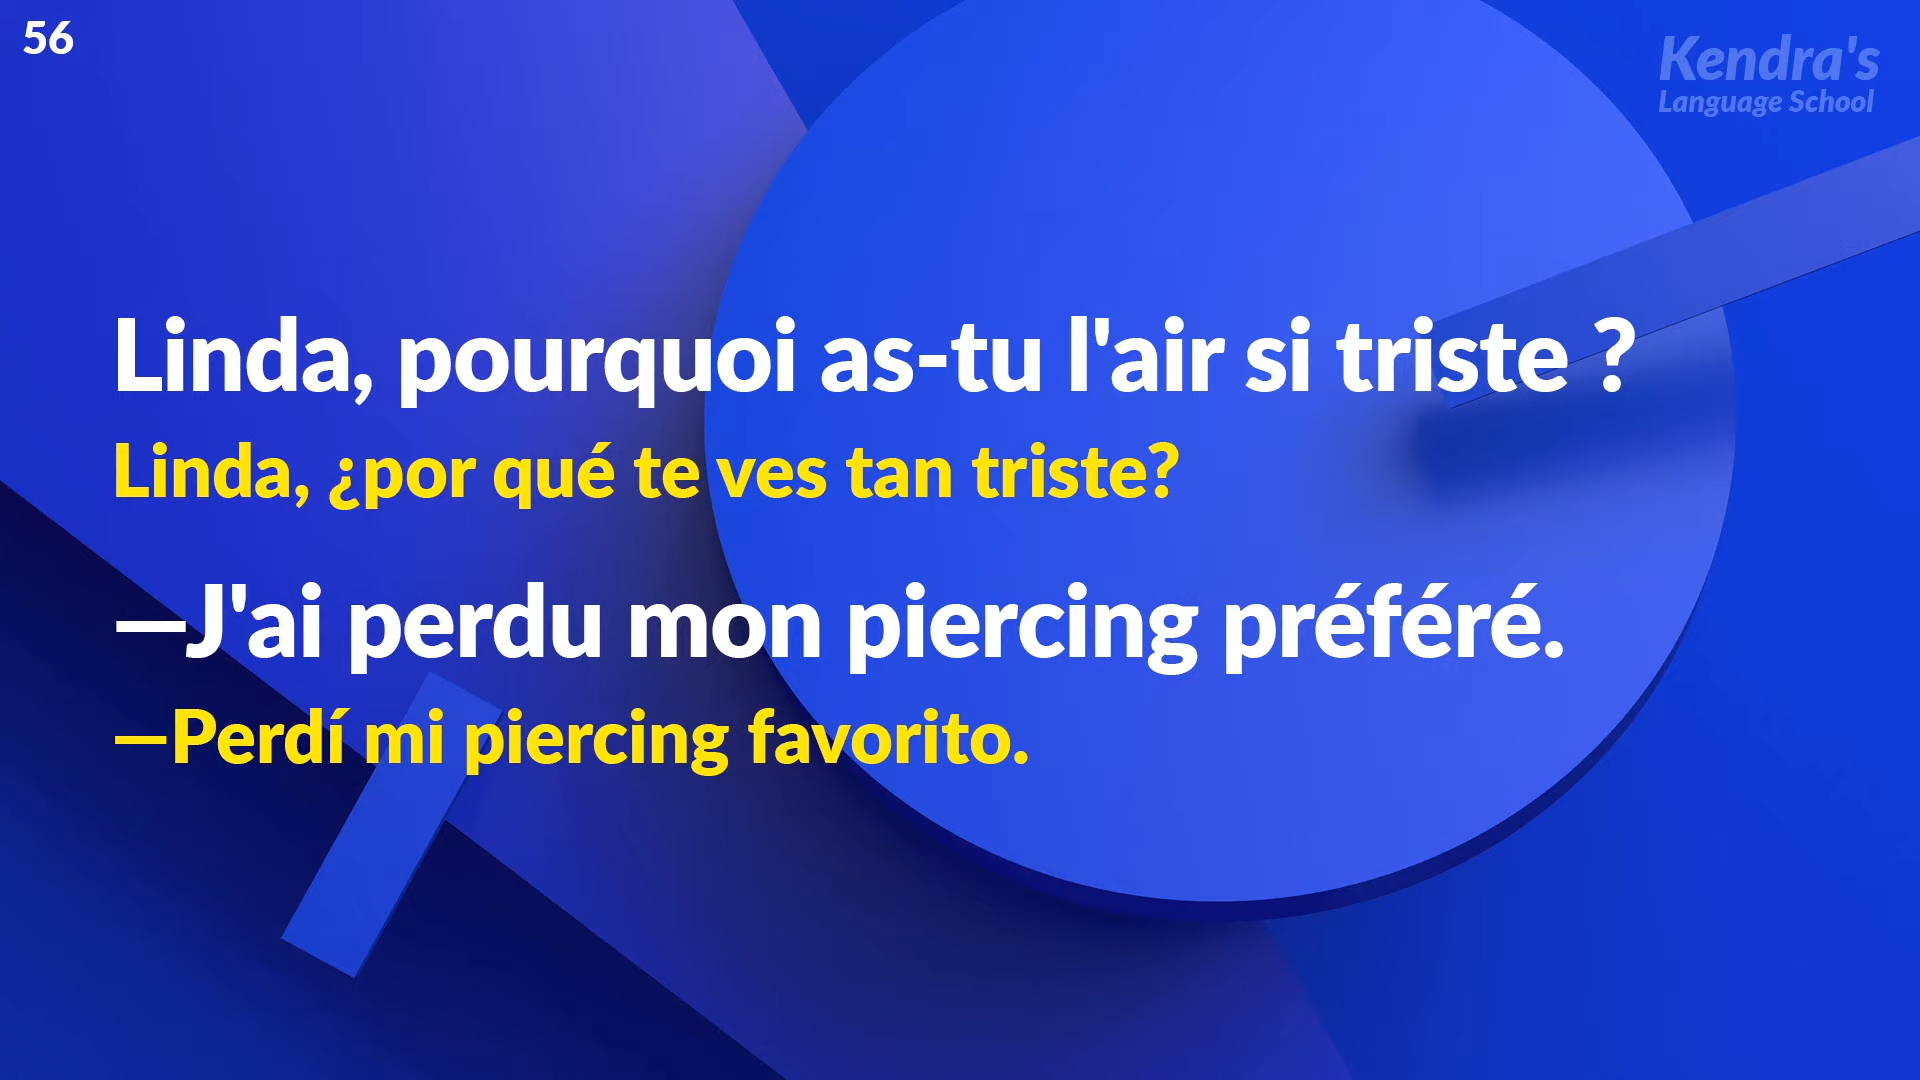 56
Kendra's
Language School
Linda, pourquoi as-tu l'air si triste ?
Linda, ¿por qué te ves tan triste?
—J'ai perdu mon piercing préféré.
—Perdí mi piercing favorito.